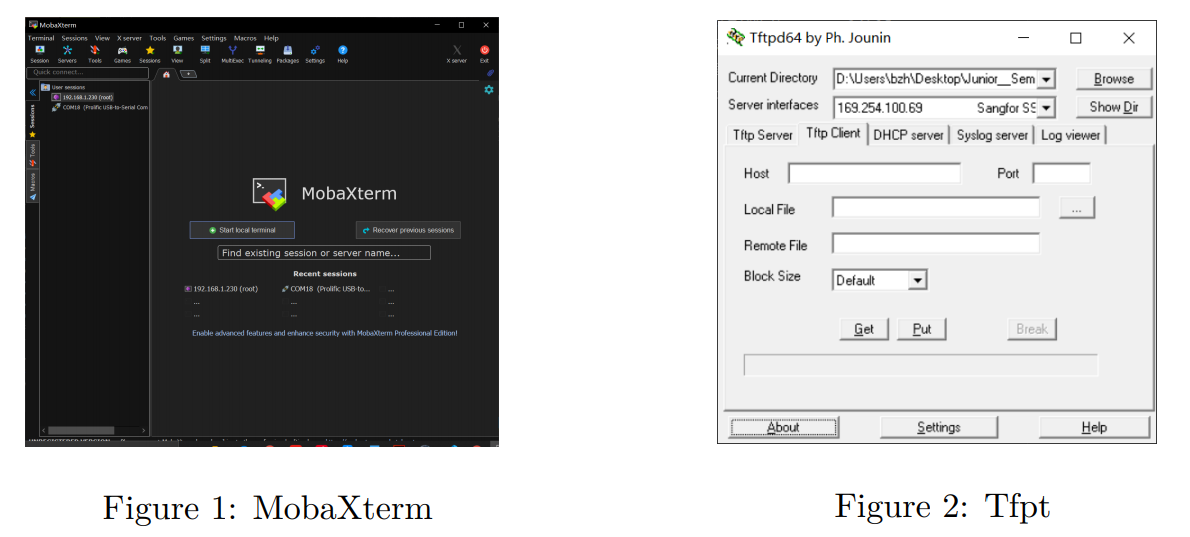 MobaXterm
Terminal Sessions View X server Tools Games Settings Macros Help
Session Servers Tools Games Sessions View Split MultiExec Tunneling Packages Settings Help X server Exit
Quick connect...
User sessions
192.168.1.230 (root)
COM18 (Prolific USB-to-Serial Com
Sessions
Tools
Macros
MobaXterm
Start local terminal Recover previous sessions
Find existing session or server name...
Recent sessions
192.168.1.230 (root) COM18 (Prolific USB-to... ...
... ... ...
... ... ...
Enable advanced features and enhance security with MobaXterm Professional Edition!
Figure 1: MobaXterm
Tftpd64 by Ph. Jounin
Current Directory D:\Users\bzh\Desktop\Junior__Sem Browse
Server interfaces 169.254.100.69 Sangfor SS Show Dir
Tftp Server Tftp Client DHCP server Syslog server Log viewer
Host Port
Local File ...
Remote File
Block Size Default
Get Put Break
About Settings Help
Figure 2: Tfpt